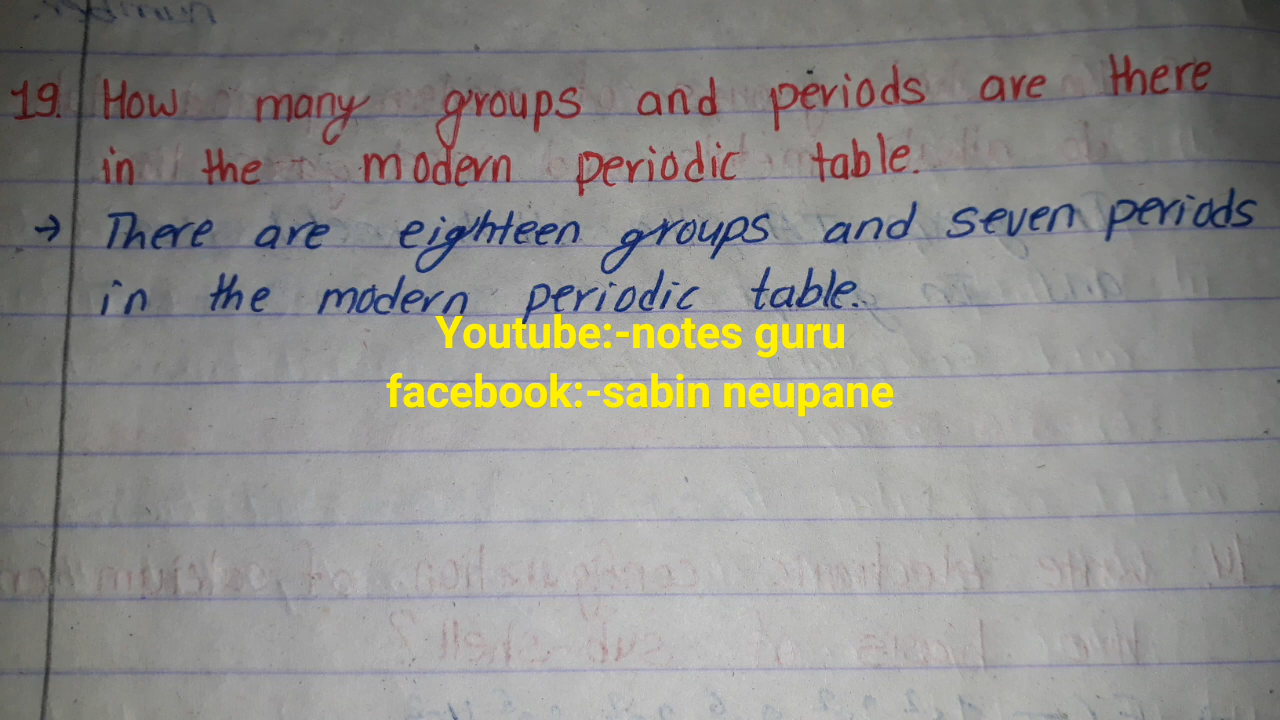 19. How many groups and periods are there
in the modern periodic table.
→ There are eighteen groups and seven periods
in the modern periodic table.
Youtube:-notes guru
facebook:-sabin neupane